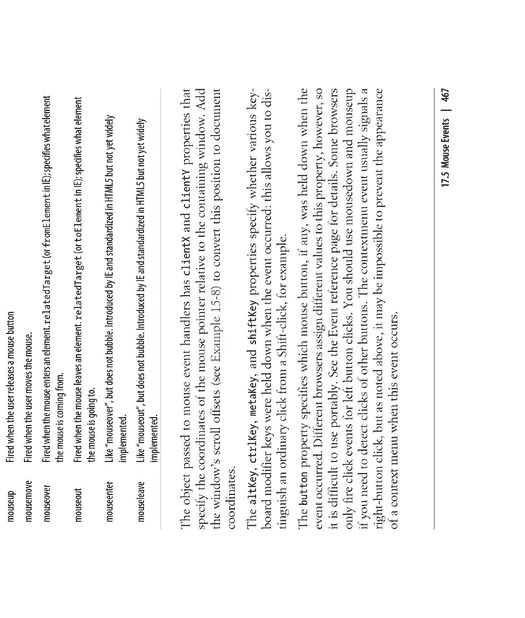 mouseup Fired when the user releases a mouse button
mousemove Fired when the user moves the mouse.
mouseover Fired when the mouse enters an element. relatedTarget (or fromElement in IE); specifies what element
the mouse is coming from.
mouseout Fired when the mouse leaves an element. relatedTarget (or toElement in IE); specifies what element
the mouse is going to.
mouseenter Like "mouseover", but does not bubble. Introduced by IE and standardized in HTML5 but not yet widely
implemented.
mouseleave Like "mouseout", but does not bubble. Introduced by IE and standardized in HTML5 but not yet widely
implemented.
The object passed to mouse event handlers has clientX and clientY properties that
specify the coordinates of the mouse pointer relative to the containing window. Add
the window's scroll offsets (see Example 15-8) to convert this position to document
coordinates.
The altKey, ctrlKey, metaKey, and shiftKey properties specify whether various key-
board modifier keys were held down when the event occurred: this allows you to dis-
tinguish an ordinary click from a Shift-click, for example.
The button property specifies which mouse button, if any, was held down when the
event occurred. Different browsers assign different values to this property, however, so
it is difficult to use portably. See the Event reference page for details. Some browsers
only fire click events for left button clicks. You should use mousedown and mouseup
if you need to detect clicks of other buttons. The contextmenu event usually signals a
right-button click, but as noted above, it may be impossible to prevent the appearance
of a context menu when this event occurs.
17.5 Mouse Events | 467